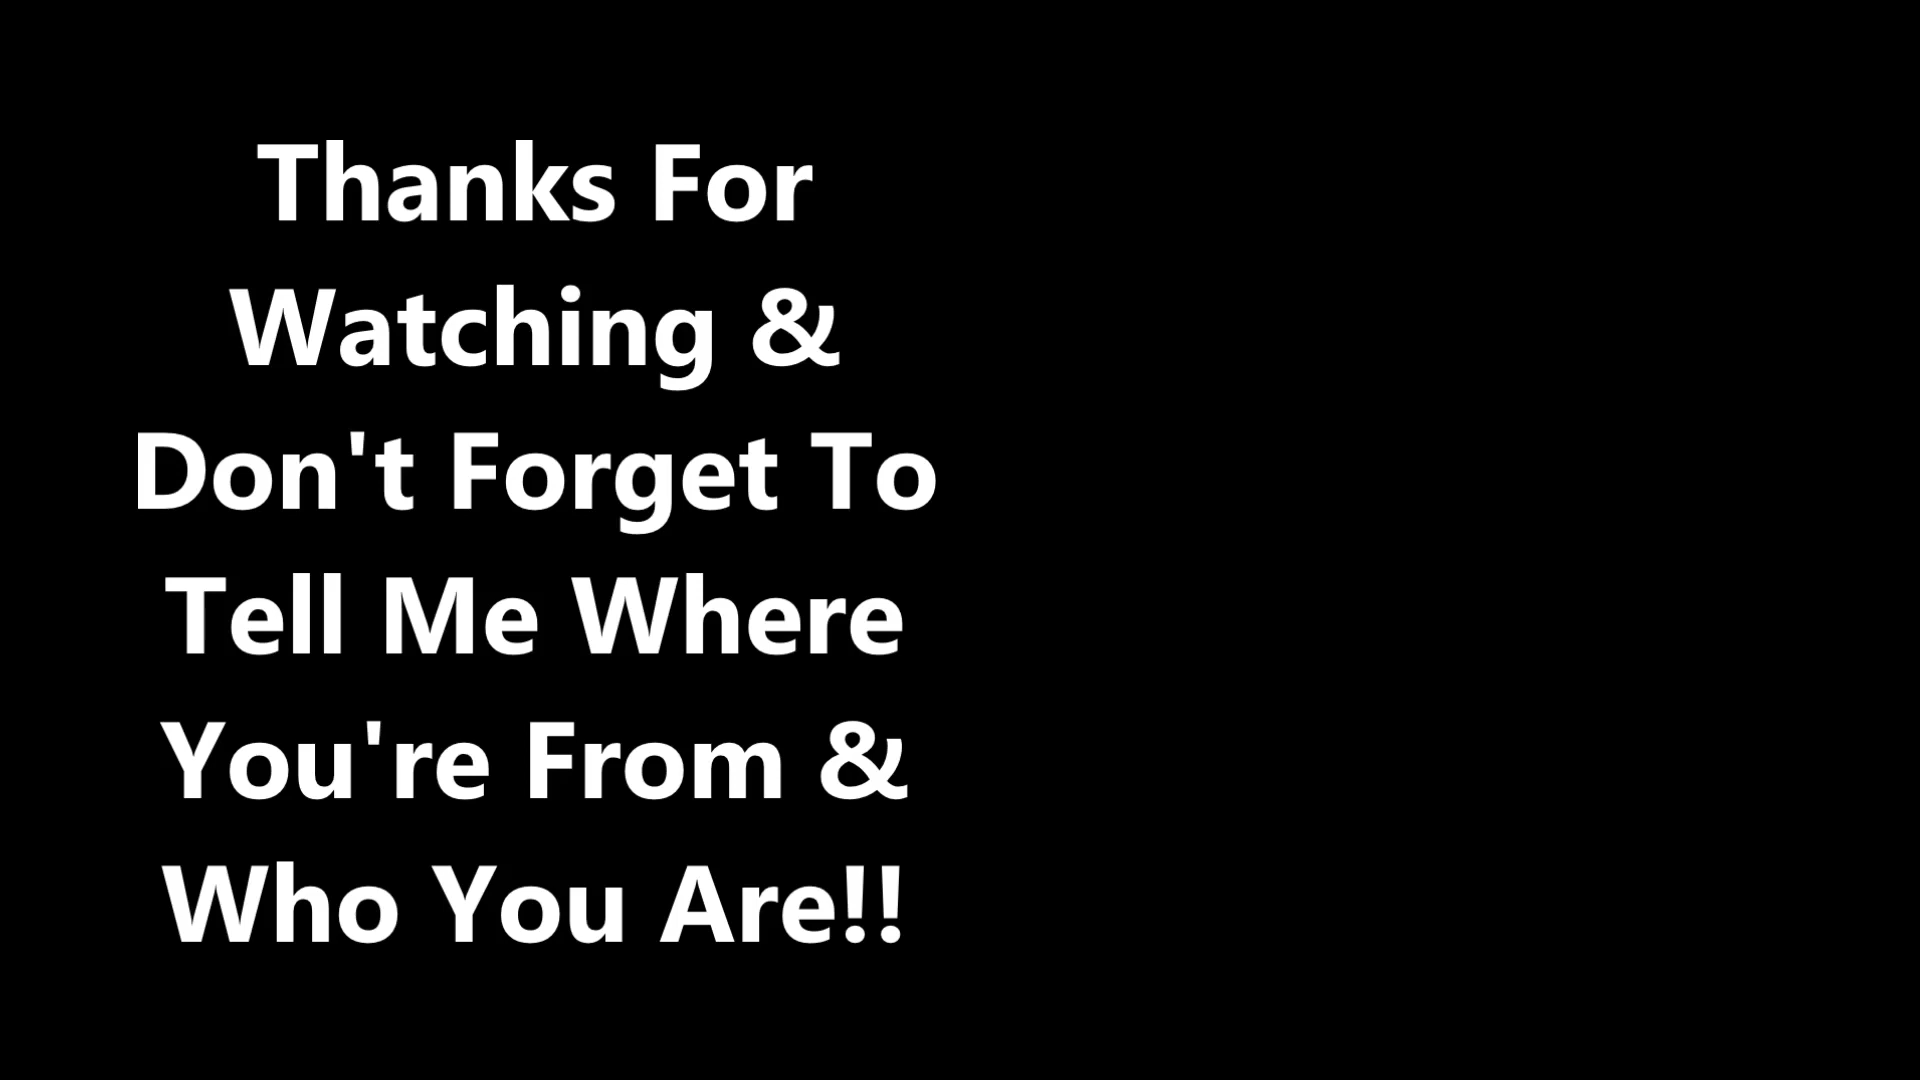 Thanks For
Watching &
Don't Forget To
Tell Me Where
You're From &
Who You Are!!